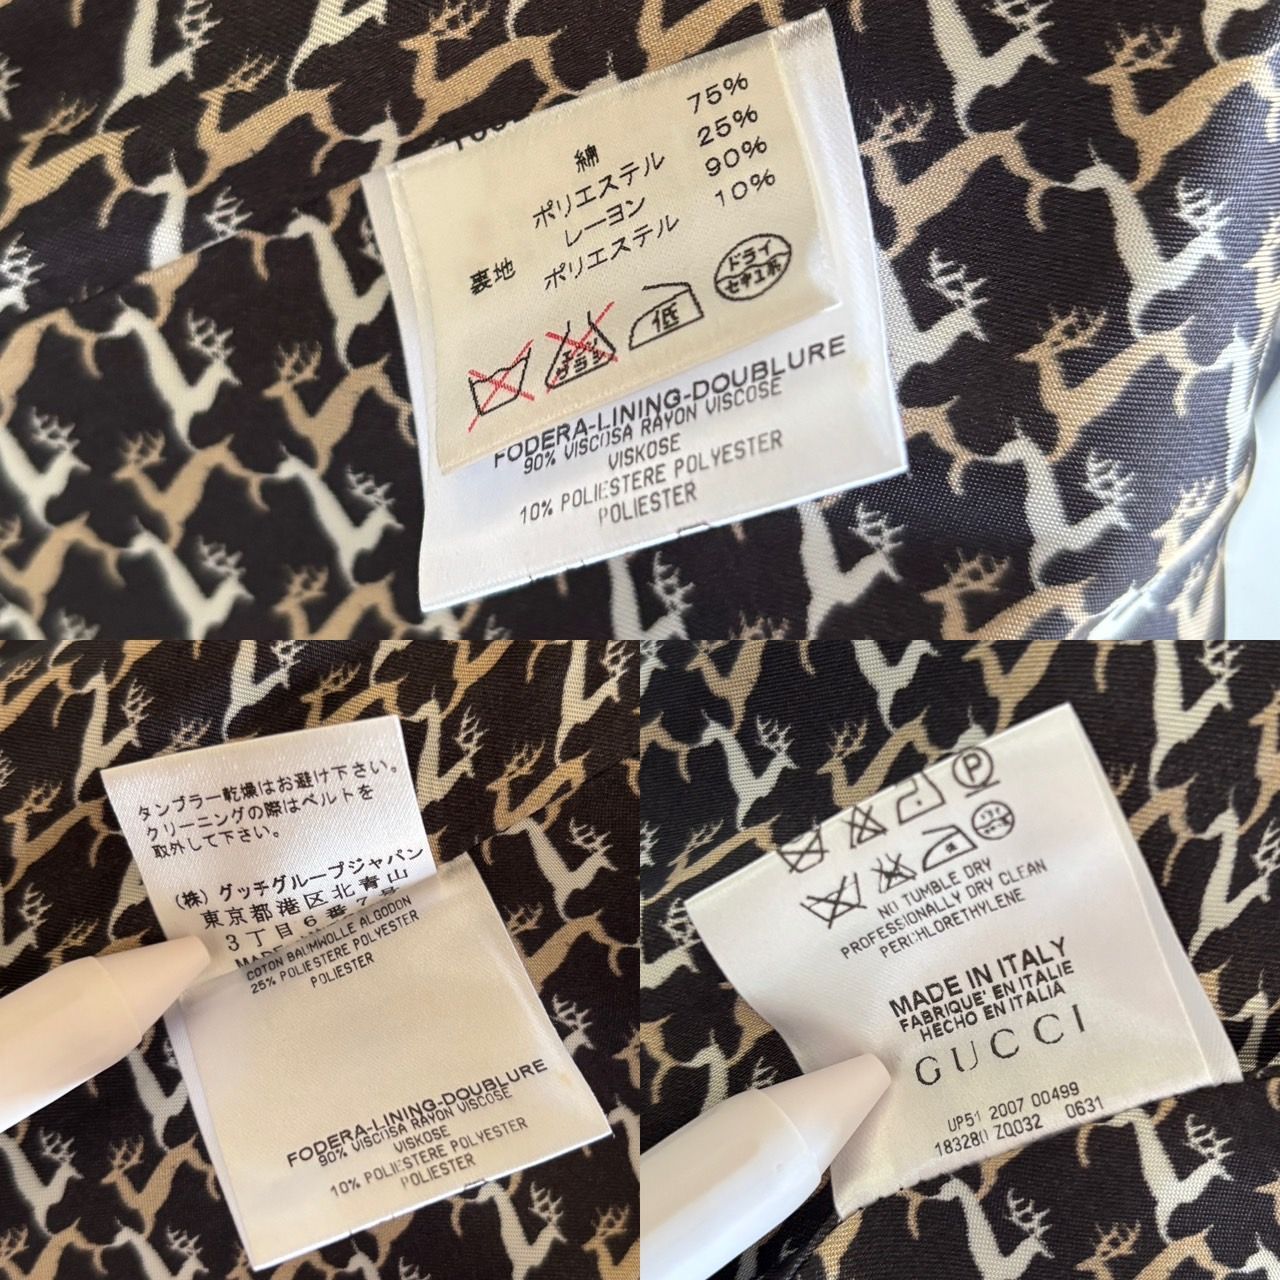 綿 75%
ポリエステル 25%
レーヨン 90%
裏地 ポリエステル 10%
エンソ
サラシ
低
ドライ
セキユ系
FODERA-LINING-DOUBLURE
90% VISCOSA RAYON VISCOSE
VISKOSE
10% POLIESTERE POLYESTER
POLIESTER
タンブラー乾燥はお避け下さい。
クリーニングの際はベルトを
取外して下さい。
(株) グッチグループジャパン
東京都港区北青山
3丁目6番7号
COTON BAUMWOLLE ALGODON
25% POLIESTERE POLYESTER
POLIESTER
FODERA-LINING-DOUBLURE
90% VISCOSA RAYON VISCOSE
VISKOSE
10% POLIESTERE POLYESTER
POLIESTER
P
NO TUMBLE DRY
PROFESSIONALLY DRY CLEAN
PERCHLORETHYLENE
MADE IN ITALY
FABRIQUE' EN ITALIE
HECHO EN ITALIA
GUCCI
UP51 2007 00499
183280 ZQ032 0631